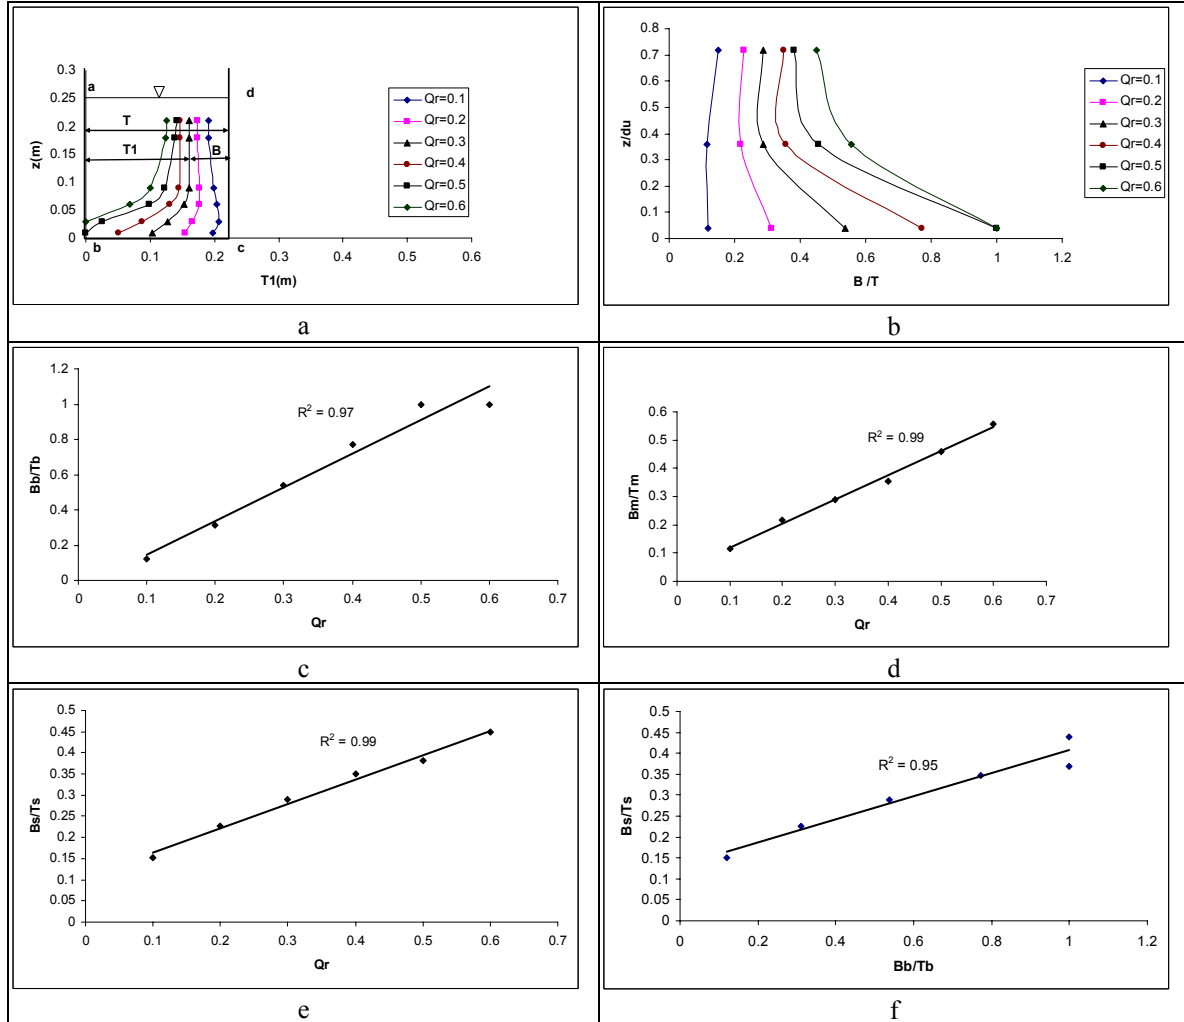 0.3
0.25
0.2
0.15
0.1
0.05
0
z(m)
a
d
T
T1
B
b
c
0 0.1 0.2 0.3 0.4 0.5 0.6
T1(m)
Qr=0.1
Qr=0.2
Qr=0.3
Qr=0.4
Qr=0.5
Qr=0.6
a
0.8
0.7
0.6
0.5
0.4
0.3
0.2
0.1
0
z/du
0 0.2 0.4 0.6 0.8 1 1.2
B /T
Qr=0.1
Qr=0.2
Qr=0.3
Qr=0.4
Qr=0.5
Qr=0.6
b
1.2
1
0.8
0.6
0.4
0.2
0
Bb/Tb
R² = 0.97
0 0.1 0.2 0.3 0.4 0.5 0.6 0.7
Qr
c
0.6
0.5
0.4
0.3
0.2
0.1
0
Bm/Tm
R² = 0.99
0 0.1 0.2 0.3 0.4 0.5 0.6 0.7
Qr
d
0.5
0.45
0.4
0.35
0.3
0.25
0.2
0.15
0.1
0.05
0
Bs/Ts
R² = 0.99
0 0.1 0.2 0.3 0.4 0.5 0.6 0.7
Qr
e
0.5
0.45
0.4
0.35
0.3
0.25
0.2
0.15
0.1
0.05
0
Bs/Ts
R² = 0.95
0 0.2 0.4 0.6 0.8 1 1.2
Bb/Tb
f